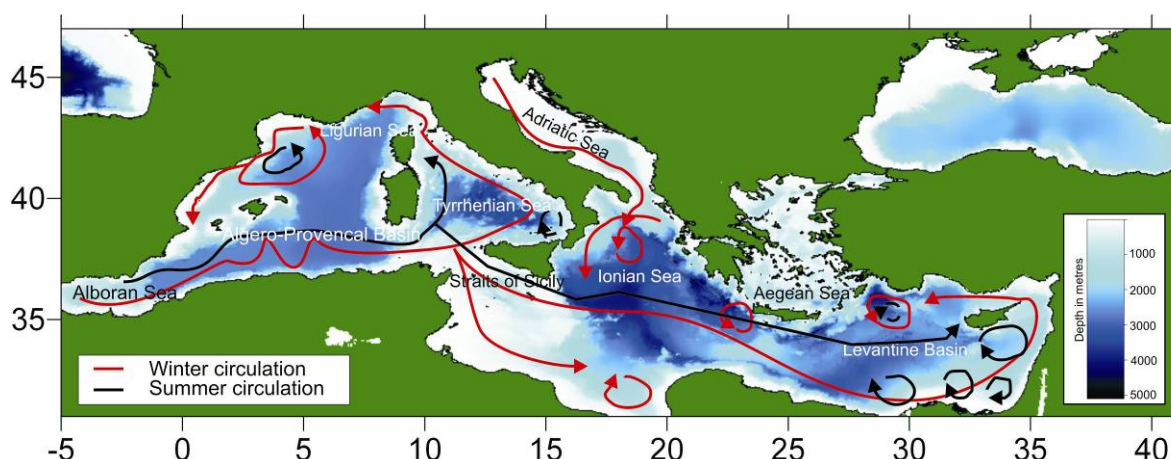 45
40
35
Ligurian Sea
Adriatic Sea
Tyrrhenian Sea
Algero-Provencal Basin
Alboran Sea
Straits of Sicily
Ionian Sea
Aegean Sea
Levantine Basin
Winter circulation
Summer circulation
Depth in metres
1000
2000
3000
4000
5000
-5
0
5
10
15
20
25
30
35
40